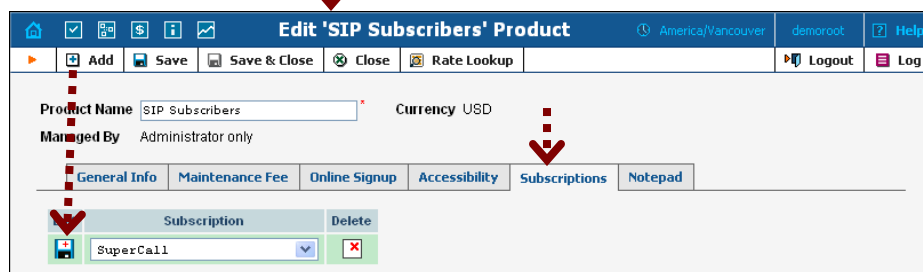 Edit 'SIP Subscribers' Product America/Vancouver demoroot ? Help
Add Save Save & Close Close Rate Lookup Logout Log
Product Name SIP Subscribers * Currency USD
Managed By Administrator only
General Info Maintenance Fee Online Signup Accessibility Subscriptions Notepad
Subscription Delete
SuperCall